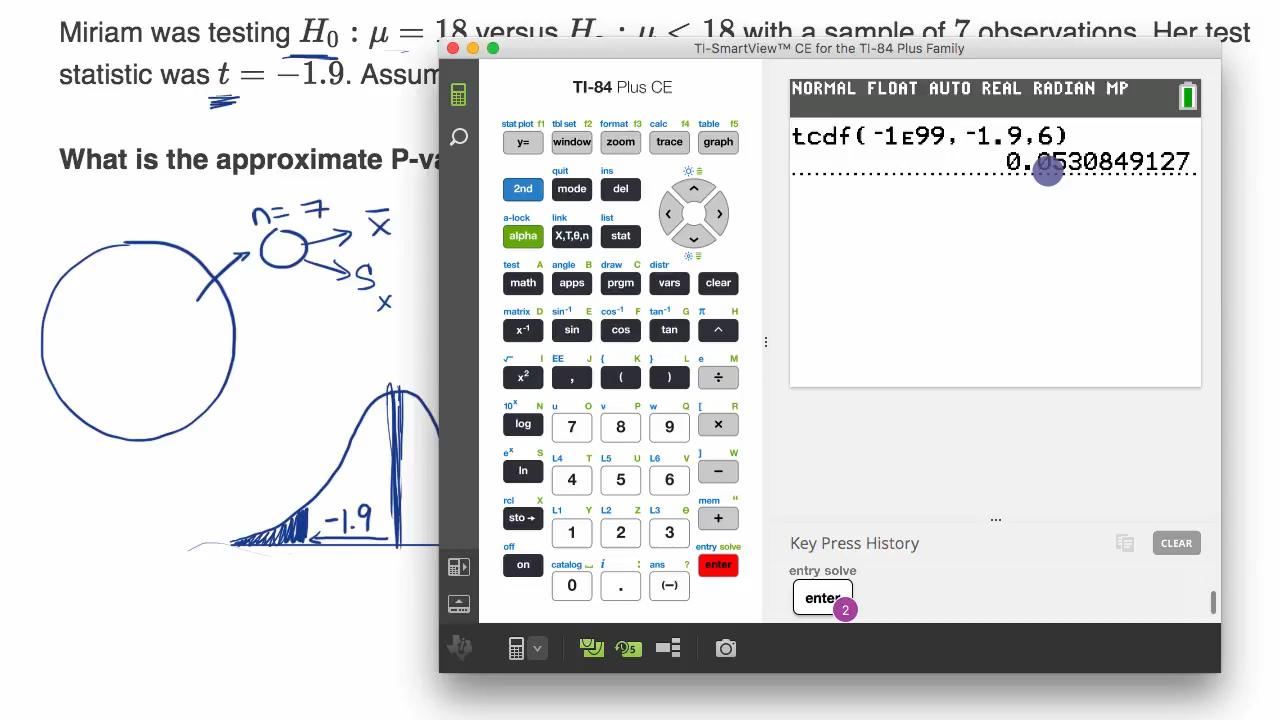 Miriam was testing H₀ : μ = 18 versus μ < 18 with a sample of 7 observations. Her test
statistic was t = −1.9.
What is the approximate
n = 7
x̄
Sx
-1.9
TI-SmartView™ CE for the TI-84 Plus Family
TI-84 Plus CE
stat plot f1 tbl set f2 format f3 calc f4 table f5
y= window zoom trace graph
quit ins
2nd mode del
a-lock link list
alpha X,T,θ,n stat
test A angle B draw C distr
math apps prgm vars clear
matrix D sin⁻¹ E cos⁻¹ F tan⁻¹ G π H
x⁻¹ sin cos tan ^
√ I EE J { K } L e M
x² , ( ) ÷
10ˣ N u O v P w Q [ R
log 7 8 9 ×
eˣ S L4 T L5 U L6 V ] W
ln 4 5 6 −
rcl X L1 Y L2 Z L3 θ mem "
sto→ 1 2 3 +
off catalog ⎵ i : ans ? entry solve
on 0 . (−) enter
NORMAL FLOAT AUTO REAL RADIAN MP
tcdf(-1E99,-1.9,6)
0.0530849127
Key Press History
CLEAR
entry solve
enter
2
5